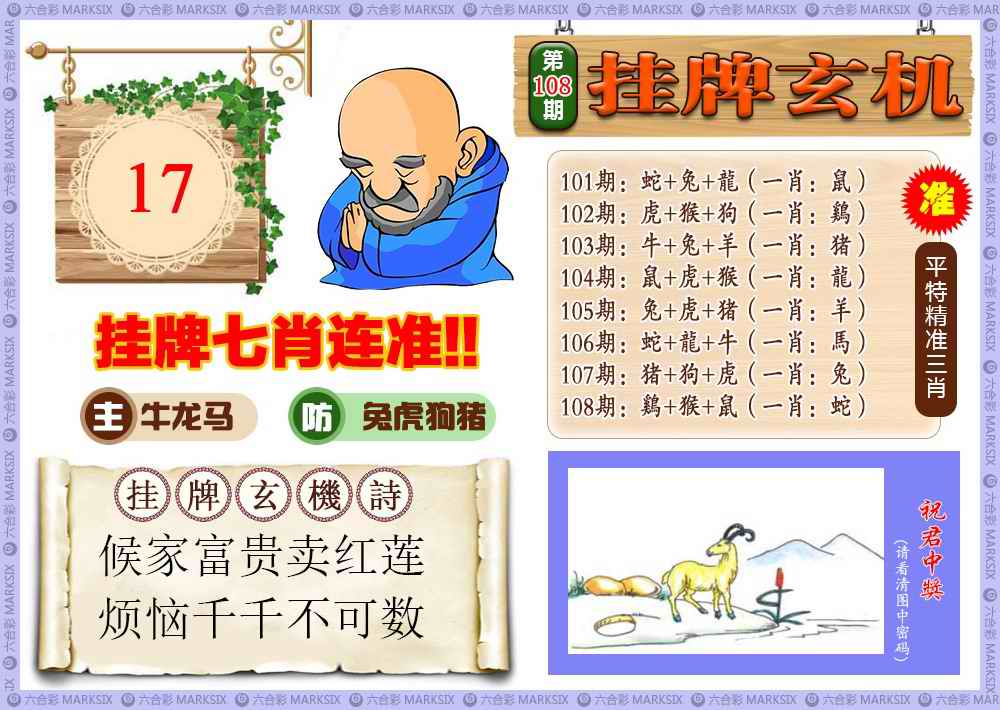 六合彩 MARKSIX
17
第
108
期
挂牌玄机
101期：蛇+兔+龍（一肖：鼠）
102期：虎+猴+狗（一肖：鷄）
103期：牛+兔+羊（一肖：猪）
104期：鼠+虎+猴（一肖：龍）
105期：兔+虎+猪（一肖：羊）
106期：蛇+龍+牛（一肖：馬）
107期：猪+狗+虎（一肖：兔）
108期：鷄+猴+鼠（一肖：蛇）
准
平特精准三肖
挂牌七肖连准!!
主 牛龙马
防 兔虎狗猪
挂牌玄機詩
候家富贵卖红莲
烦恼千千不可数
祝君中獎
（请看清图中密码）